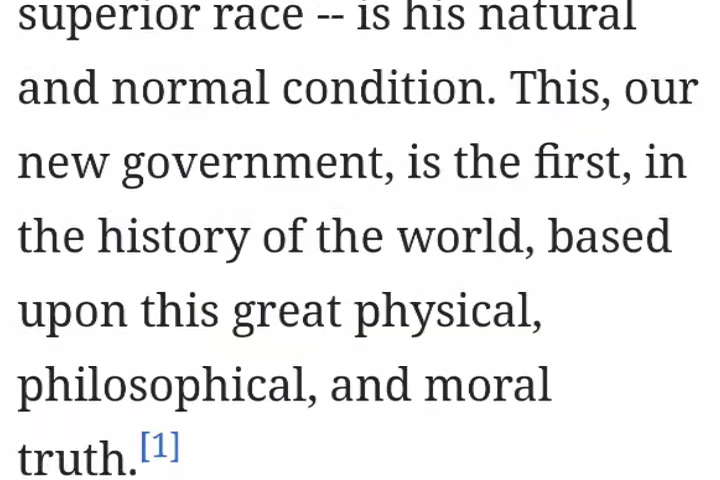 superior race -- is his natural
and normal condition. This, our
new government, is the first, in
the history of the world, based
upon this great physical,
philosophical, and moral
truth.[1]